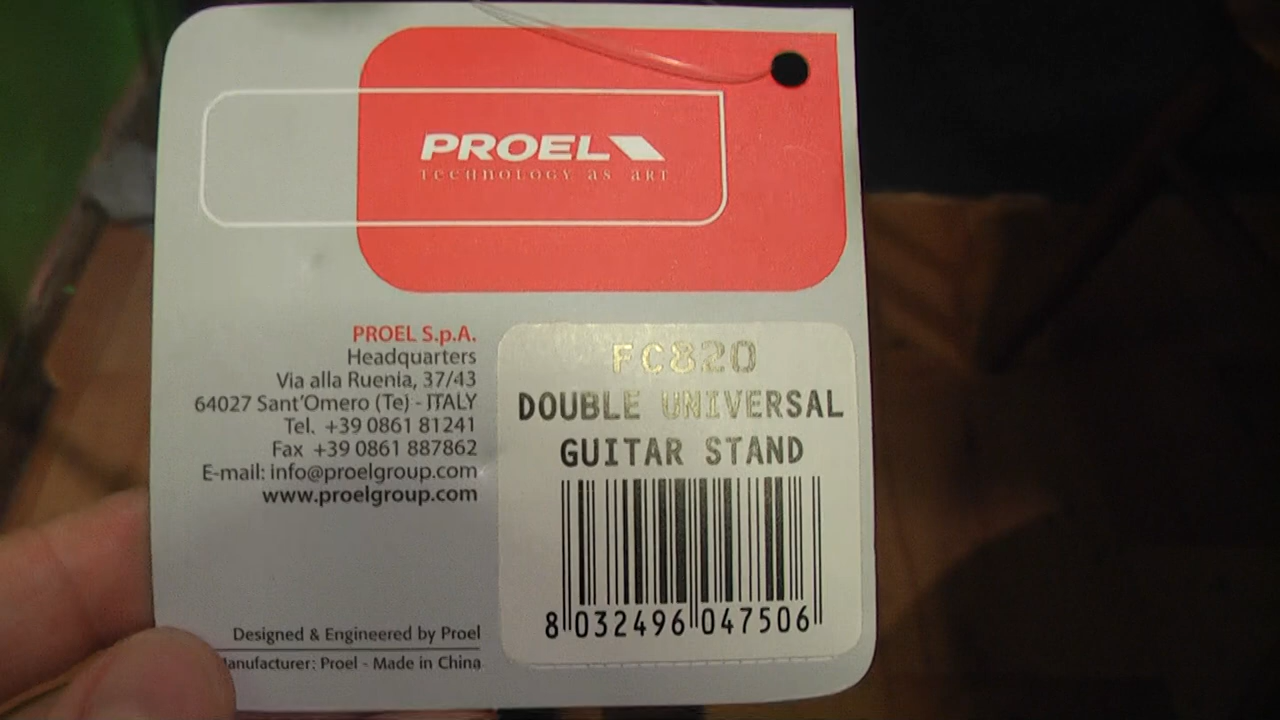 PROEL
TECHNOLOGY AS ART
PROEL S.p.A.
Headquarters
Via alla Ruenia, 37/43
64027 Sant'Omero (Te) - ITALY
Tel. +39 0861 81241
Fax +39 0861 887862
E-mail: info@proelgroup.com
www.proelgroup.com
Designed & Engineered by Proel
anufacturer: Proel - Made in China
FC820
DOUBLE UNIVERSAL
GUITAR STAND
8 032496 047506